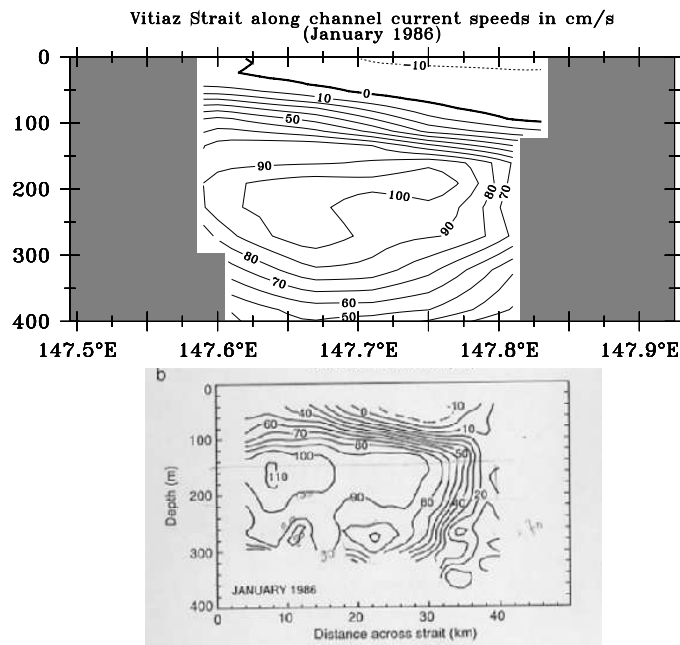 Vitiaz Strait along channel current speeds in cm/s
(January 1986)
0
100
200
300
400
-10
0
10
50
90
100
80
70
90
80
70
60
50
147.5°E 147.6°E 147.7°E 147.8°E 147.9°E
b
0
100
200
300
400
Depth (m)
40 0 -10
60
70 80 10
100 50
110
90 80 40 20
JANUARY 1986
0 10 20 30 40
Distance across strait (km)